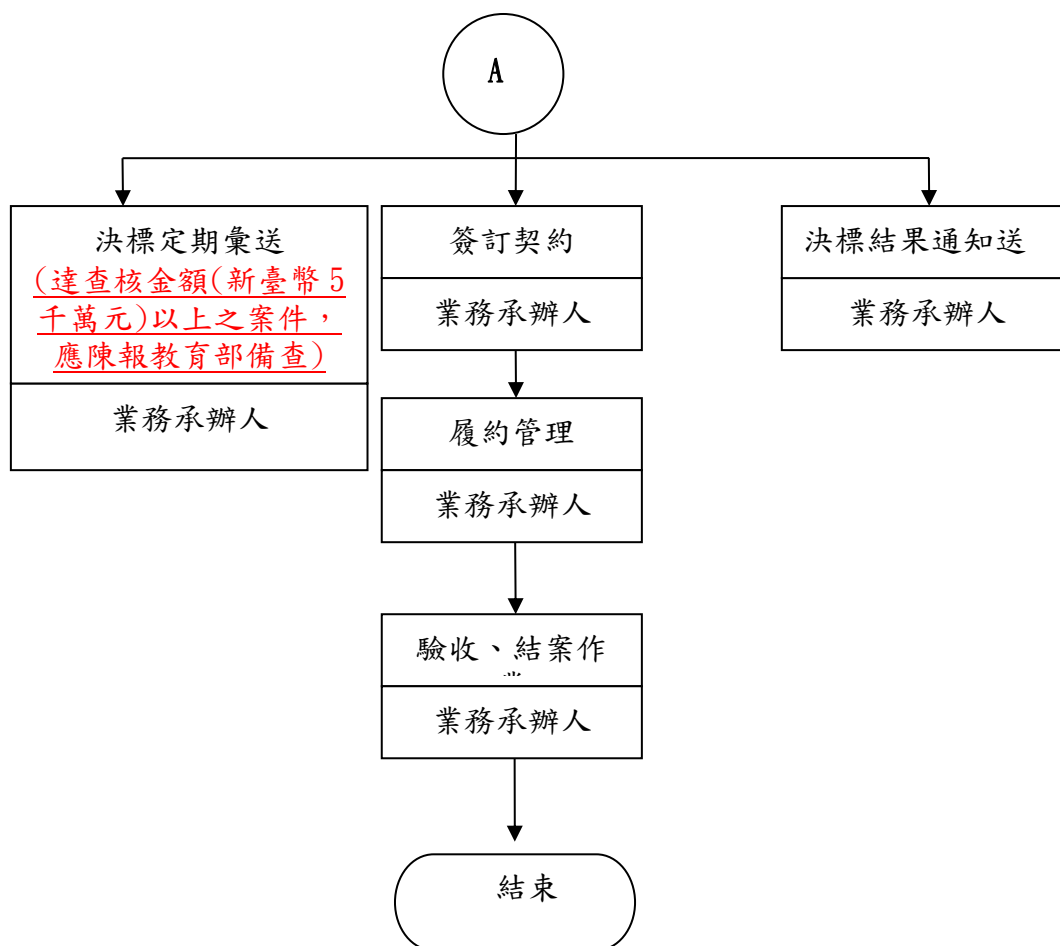 A
決標定期彙送
(達查核金額(新臺幣5
千萬元)以上之案件，
應陳報教育部備查)
業務承辦人
簽訂契約
業務承辦人
決標結果通知送
業務承辦人
履約管理
業務承辦人
驗收、結案作
業務承辦人
結束